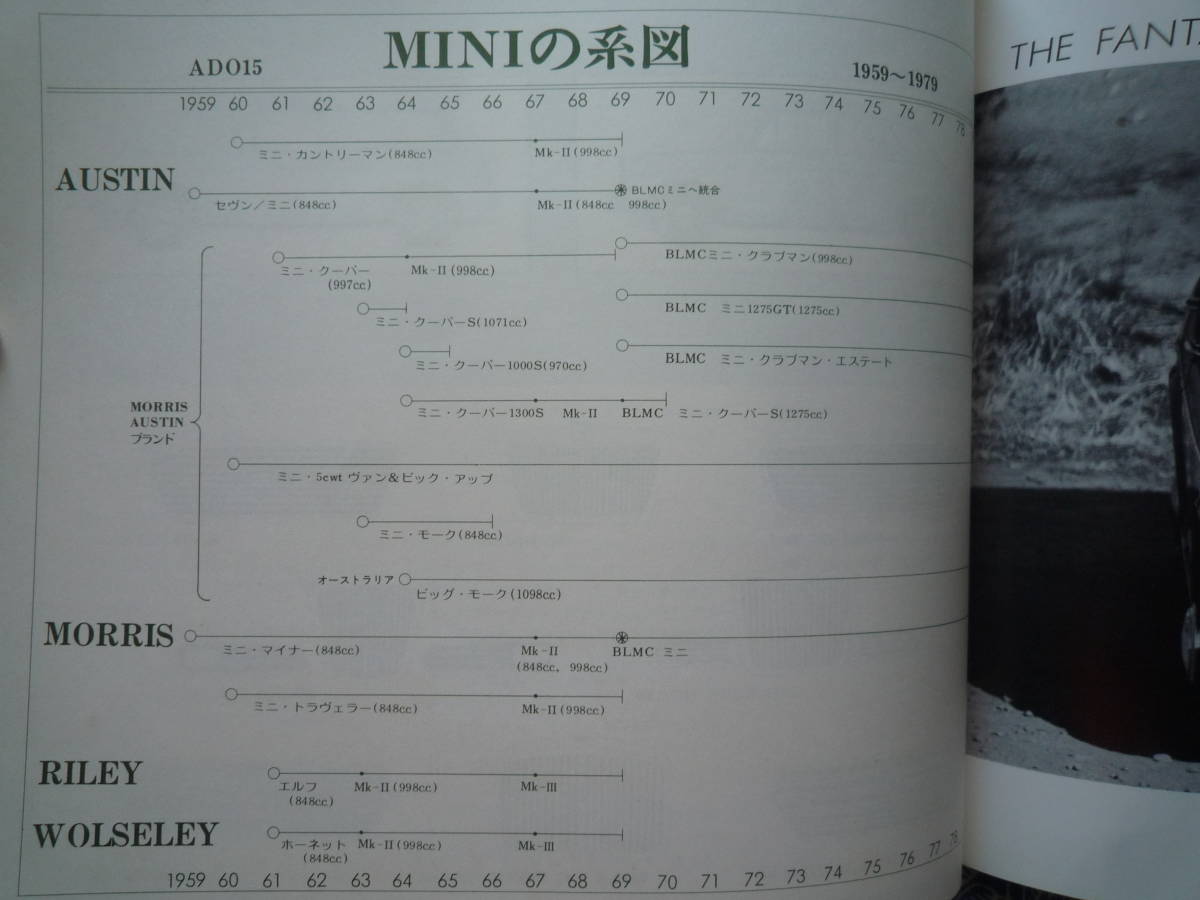 MINIの系図
ADO15
1959〜1979
1959 60 61 62 63 64 65 66 67 68 69 70 71 72 73 74 75 76 77 78
AUSTIN
ミニ・カントリーマン(848cc)
Mk-II(998cc)
セヴン/ミニ(848cc)
Mk-II(848cc 998cc)
BLMCミニへ統合
MORRIS
AUSTIN
ブランド
ミニ・クーパー
(997cc)
Mk-II(998cc)
BLMCミニ・クラブマン(998cc)
ミニ・クーパーS(1071cc)
BLMC ミニ1275GT(1275cc)
ミニ・クーパー1000S(970cc)
BLMC ミニ・クラブマン・エステート
ミニ・クーパー1300S Mk-II BLMC ミニ・クーパーS(1275cc)
ミニ・5cwt ヴァン&ピック・アップ
ミニ・モーク(848cc)
オーストラリア
ビッグ・モーク(1098cc)
MORRIS
ミニ・マイナー(848cc)
Mk-II
(848cc, 998cc)
BLMC ミニ
ミニ・トラヴェラー(848cc)
Mk-II(998cc)
RILEY
エルフ
(848cc)
Mk-II(998cc)
Mk-III
WOLSELEY
ホーネット
(848cc)
Mk-II(998cc)
Mk-III
1959 60 61 62 63 64 65 66 67 68 69 70 71 72 73 74 75 76 77 78
THE FANT